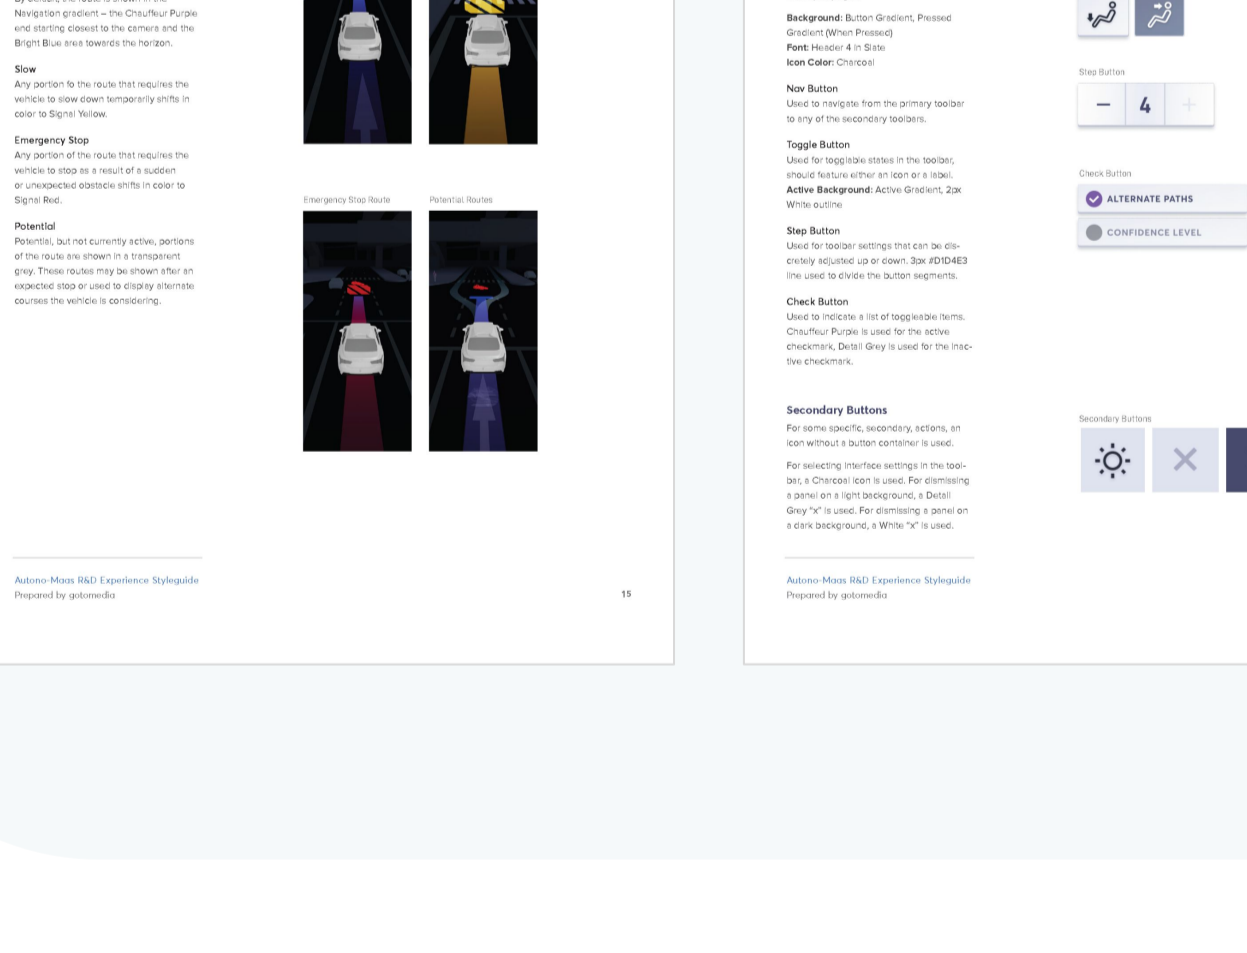 By default, the route is shown in the
Navigation gradient – the Chauffeur Purple
end starting closest to the camera and the
Bright Blue area towards the horizon.
Slow
Any portion fo the route that requires the
vehicle to slow down temporarily shifts in
color to Signal Yellow.
Emergency Stop
Any portion of the route that requires the
vehicle to stop as a result of a sudden
or unexpected obstacle shifts in color to
Signal Red.
Potential
Potential, but not currently active, portions
of the route are shown in a transparent
grey. These routes may be shown after an
expected stop or used to display alternate
courses the vehicle is considering.
Emergency Stop Route
Potential Routes
Autono-Maas R&D Experience Styleguide
Prepared by gotomedia
15
Background: Button Gradient, Pressed
Gradient (When Pressed)
Font: Header 4 in Slate
Icon Color: Charcoal
Nav Button
Used to navigate from the primary toolbar
to any of the secondary toolbars.
Toggle Button
Used for togglable states in the toolbar,
should feature either an icon or a label.
Active Background: Active Gradient, 2px
White outline
Step Button
Used for toolbar settings that can be dis-
cretely adjusted up or down. 3px #D1D4E3
line used to divide the button segments.
Check Button
Used to indicate a list of toggleable items.
Chauffeur Purple is used for the active
checkmark, Detail Grey is used for the inac-
tive checkmark.
Secondary Buttons
For some specific, secondary, actions, an
icon without a button container is used.
For selecting interface settings in the tool-
bar, a Charcoal icon is used. For dismissing
a panel on a light background, a Detail
Grey "x" is used. For dismissing a panel on
a dark background, a White "x" is used.
Step Button
− 4 +
Check Button
ALTERNATE PATHS
CONFIDENCE LEVEL
Secondary Buttons
Autono-Maas R&D Experience Styleguide
Prepared by gotomedia